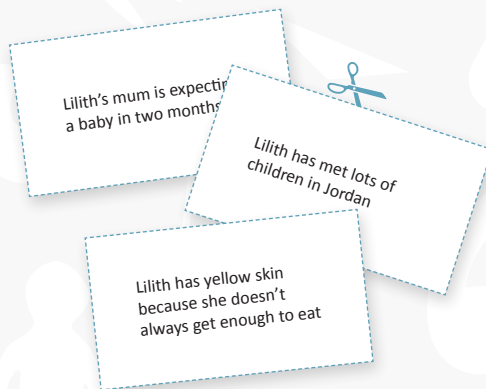 Lilith's mum is expecting
a baby in two months
Lilith has met lots of
children in Jordan
Lilith has yellow skin
because she doesn't
always get enough to eat